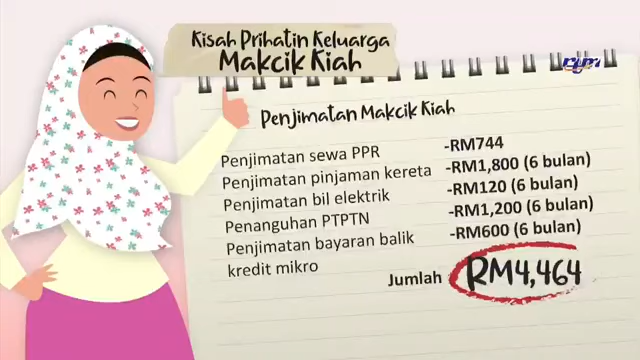 Kisah Prihatin Keluarga
Makcik Kiah
Penjimatan Makcik Kiah
Penjimatan sewa PPR -RM744
Penjimatan pinjaman kereta -RM1,800 (6 bulan)
Penjimatan bil elektrik -RM120 (6 bulan)
Penanguhan PTPTN -RM1,200 (6 bulan)
Penjimatan bayaran balik -RM600 (6 bulan)
kredit mikro
Jumlah RM4,464